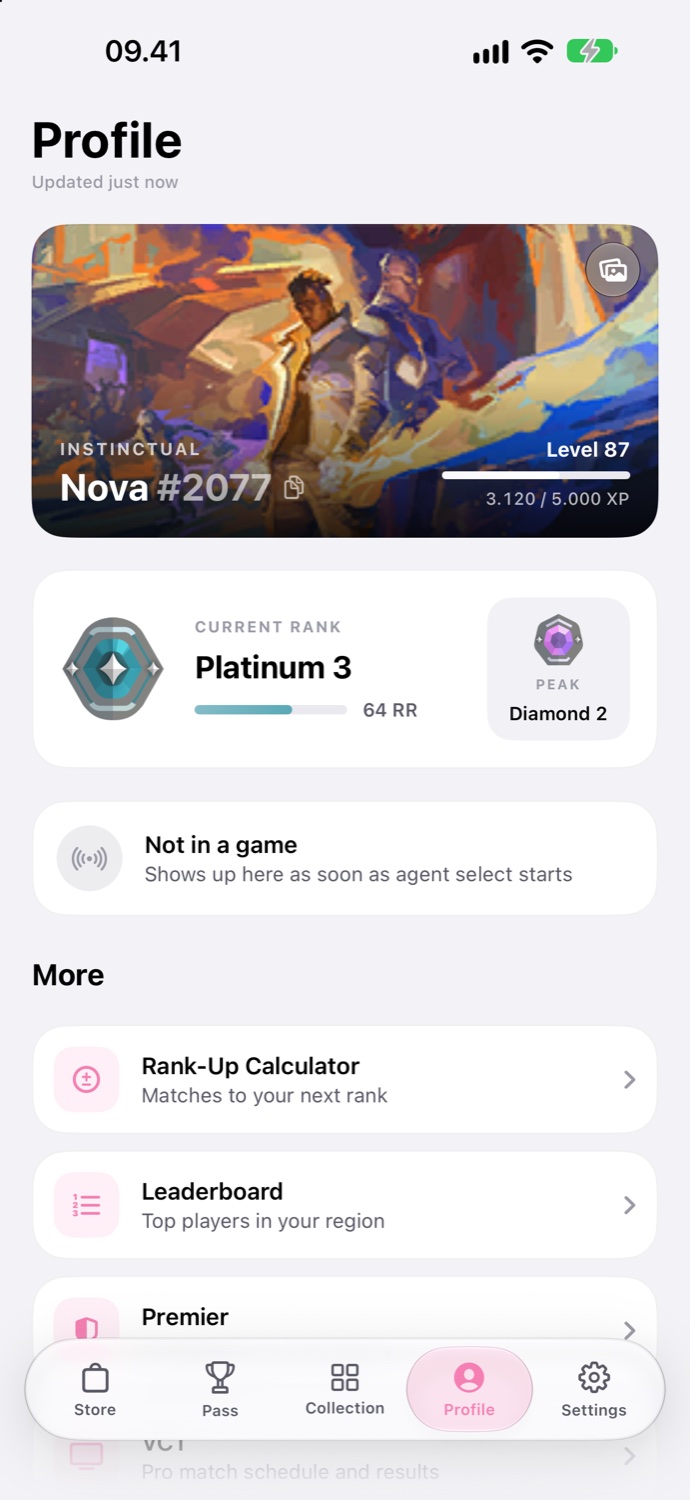 09.41
Profile
Updated just now
INSTINCTUAL
Nova #2077
Level 87
3.120 / 5.000 XP
CURRENT RANK
Platinum 3
64 RR
PEAK
Diamond 2
Not in a game
Shows up here as soon as agent select starts
More
Rank-Up Calculator
Matches to your next rank
Leaderboard
Top players in your region
Premier
Store
Pass
Collection
Profile
Settings
VCT
Pro match schedule and results